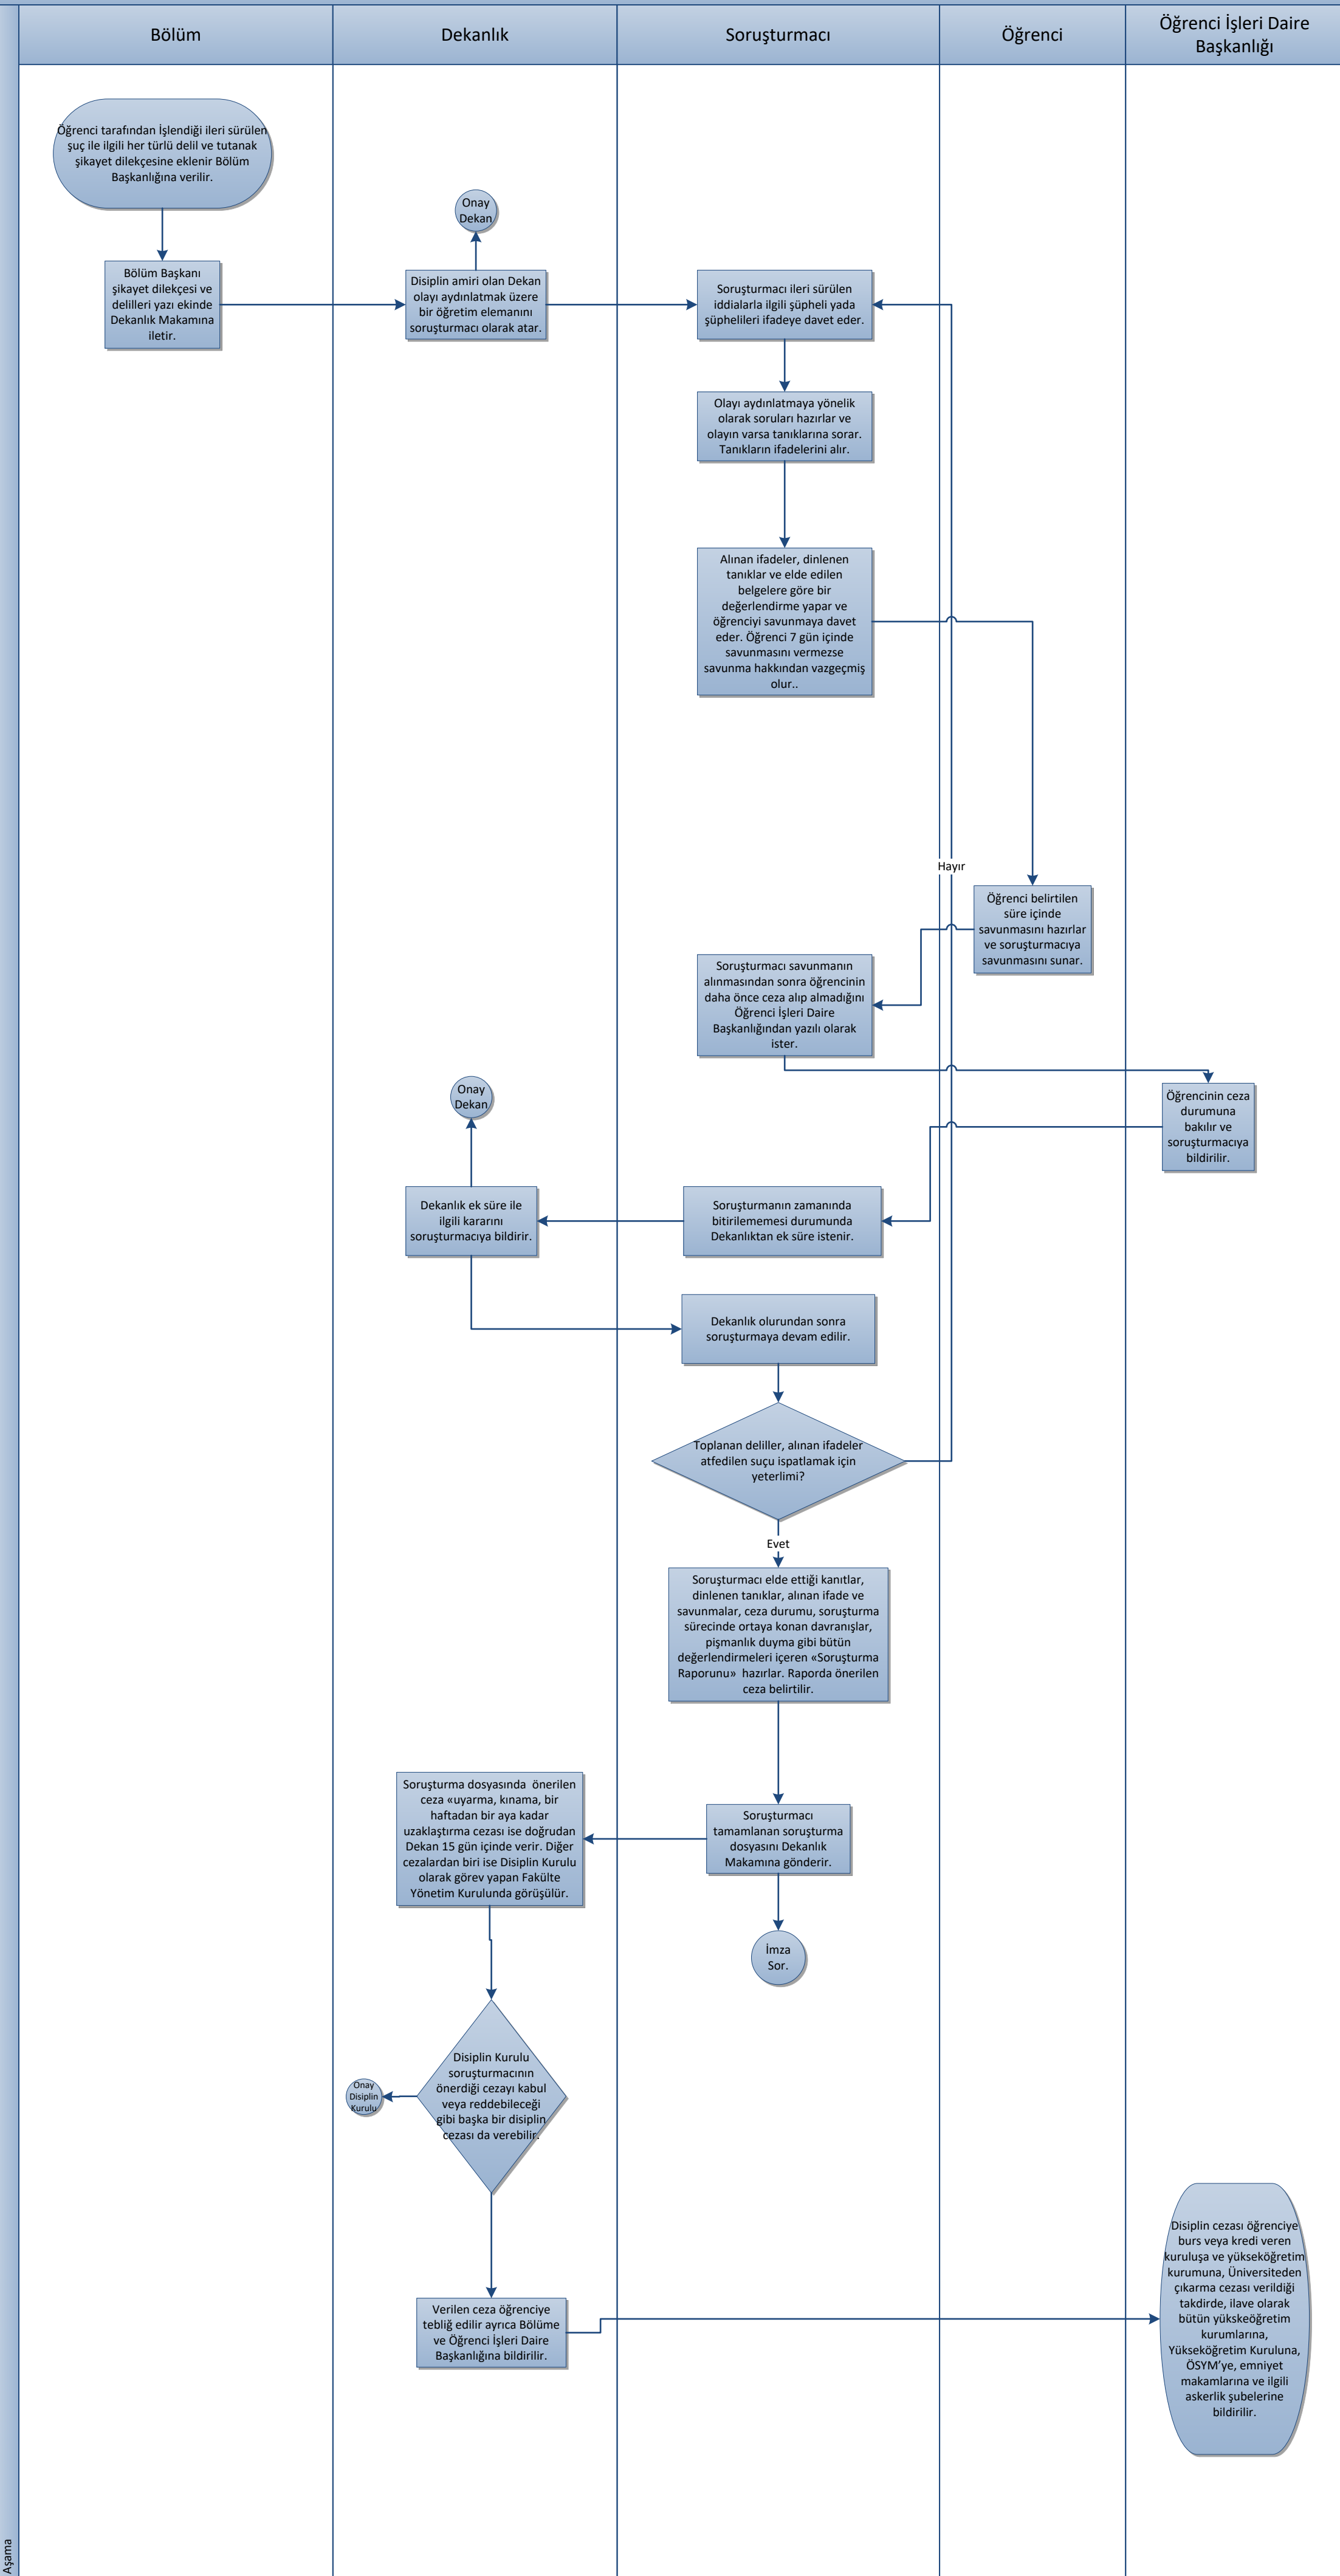 Bölüm
Dekanlık
Soruşturmacı
Öğrenci
Öğrenci İşleri Daire
Başkanlığı
Öğrenci tarafından İşlendiği ileri sürülen
şuç ile ilgili her türlü delil ve tutanak
şikayet dilekçesine eklenir Bölüm
Başkanlığına verilir.
Onay
Dekan
Bölüm Başkanı
şikayet dilekçesi ve
delilleri yazı ekinde
Dekanlık Makamına
iletir.
Disiplin amiri olan Dekan
olayı aydınlatmak üzere
bir öğretim elemanını
soruşturmacı olarak atar.
Soruşturmacı ileri sürülen
iddialarla ilgili şüpheli yada
şüphelileri ifadeye davet eder.
Olayı aydınlatmaya yönelik
olarak soruları hazırlar ve
olayın varsa tanıklarına sorar.
Tanıkların ifadelerini alır.
Alınan ifadeler, dinlenen
tanıklar ve elde edilen
belgelere göre bir
değerlendirme yapar ve
öğrenciyi savunmaya davet
eder. Öğrenci 7 gün içinde
savunmasını vermezse
savunma hakkından vazgeçmiş
olur..
Hayır
Öğrenci belirtilen
süre içinde
savunmasını hazırlar
ve soruşturmacıya
savunmasını sunar.
Soruşturmacı savunmanın
alınmasından sonra öğrencinin
daha önce ceza alıp almadığını
Öğrenci İşleri Daire
Başkanlığından yazılı olarak
ister.
Öğrencinin ceza
durumuna
bakılır ve
soruşturmacıya
bildirilir.
Onay
Dekan
Dekanlık ek süre ile
ilgili kararını
soruşturmacıya bildirir.
Soruşturmanın zamanında
bitirilememesi durumunda
Dekanlıktan ek süre istenir.
Dekanlık olurundan sonra
soruşturmaya devam edilir.
Toplanan deliller, alınan ifadeler
atfedilen suçu ispatlamak için
yeterlimi?
Evet
Soruşturmacı elde ettiği kanıtlar,
dinlenen tanıklar, alınan ifade ve
savunmalar, ceza durumu, soruşturma
sürecinde ortaya konan davranışlar,
pişmanlık duyma gibi bütün
değerlendirmeleri içeren «Soruşturma
Raporunu» hazırlar. Raporda önerilen
ceza belirtilir.
Soruşturma dosyasında önerilen
ceza «uyarma, kınama, bir
haftadan bir aya kadar
uzaklaştırma cezası ise doğrudan
Dekan 15 gün içinde verir. Diğer
cezalardan biri ise Disiplin Kurulu
olarak görev yapan Fakülte
Yönetim Kurulunda görüşülür.
Soruşturmacı
tamamlanan soruşturma
dosyasını Dekanlık
Makamına gönderir.
İmza
Sor.
Disiplin Kurulu
soruşturmacının
önerdiği cezayı kabul
veya reddebileceği
gibi başka bir disiplin
cezası da verebilir.
Onay
Disiplin
Kurulu
Verilen ceza öğrenciye
tebliğ edilir ayrıca Bölüme
ve Öğrenci İşleri Daire
Başkanlığına bildirilir.
Disiplin cezası öğrenciye
burs veya kredi veren
kuruluşa ve yükseköğretim
kurumuna, Üniversiteden
çıkarma cezası verildiği
takdirde, ilave olarak
bütün yükskeöğretim
kurumlarına,
Yükseköğretim Kuruluna,
ÖSYM'ye, emniyet
makamlarına ve ilgili
askerlik şubelerine
bildirilir.
Aşama